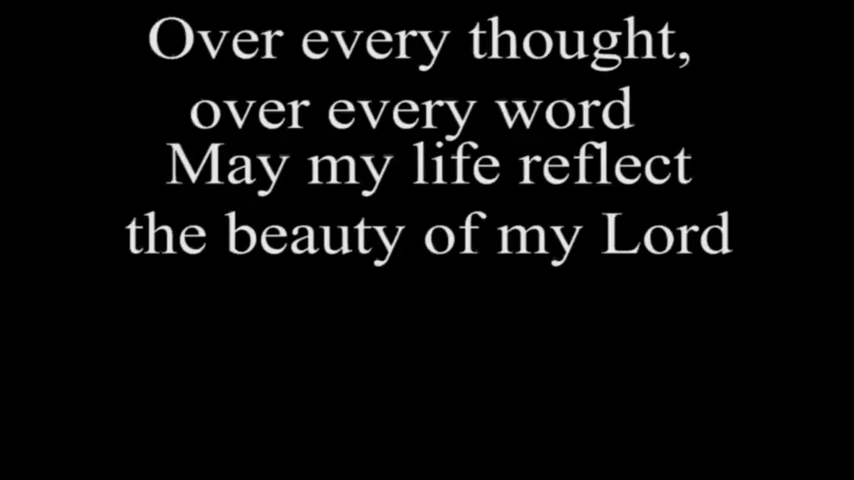 Over every thought,
over every word
May my life reflect
the beauty of my Lord